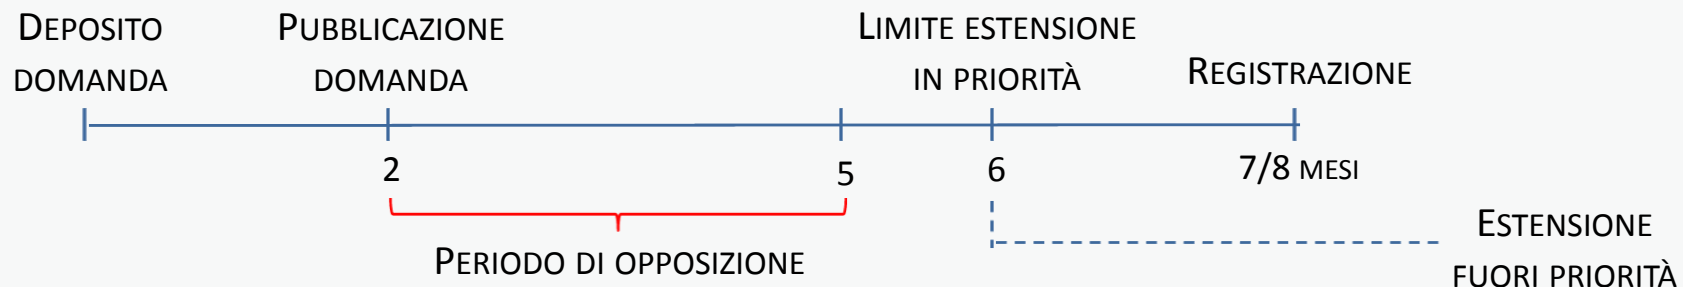 DEPOSITO
DOMANDA
PUBBLICAZIONE
DOMANDA
LIMITE ESTENSIONE
IN PRIORITÀ
REGISTRAZIONE
2
5
6
7/8 MESI
PERIODO DI OPPOSIZIONE
ESTENSIONE
FUORI PRIORITÀ